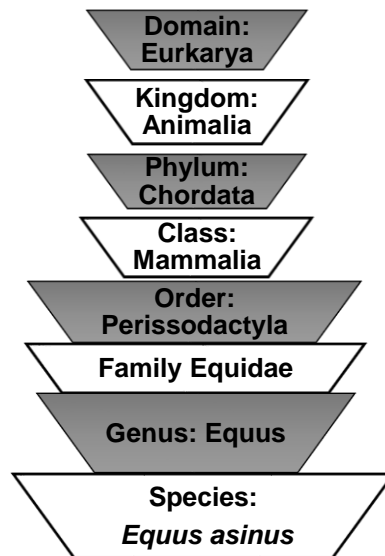 Domain:
Eurkarya
Kingdom:
Animalia
Phylum:
Chordata
Class:
Mammalia
Order:
Perissodactyla
Family Equidae
Genus: Equus
Species:
Equus asinus